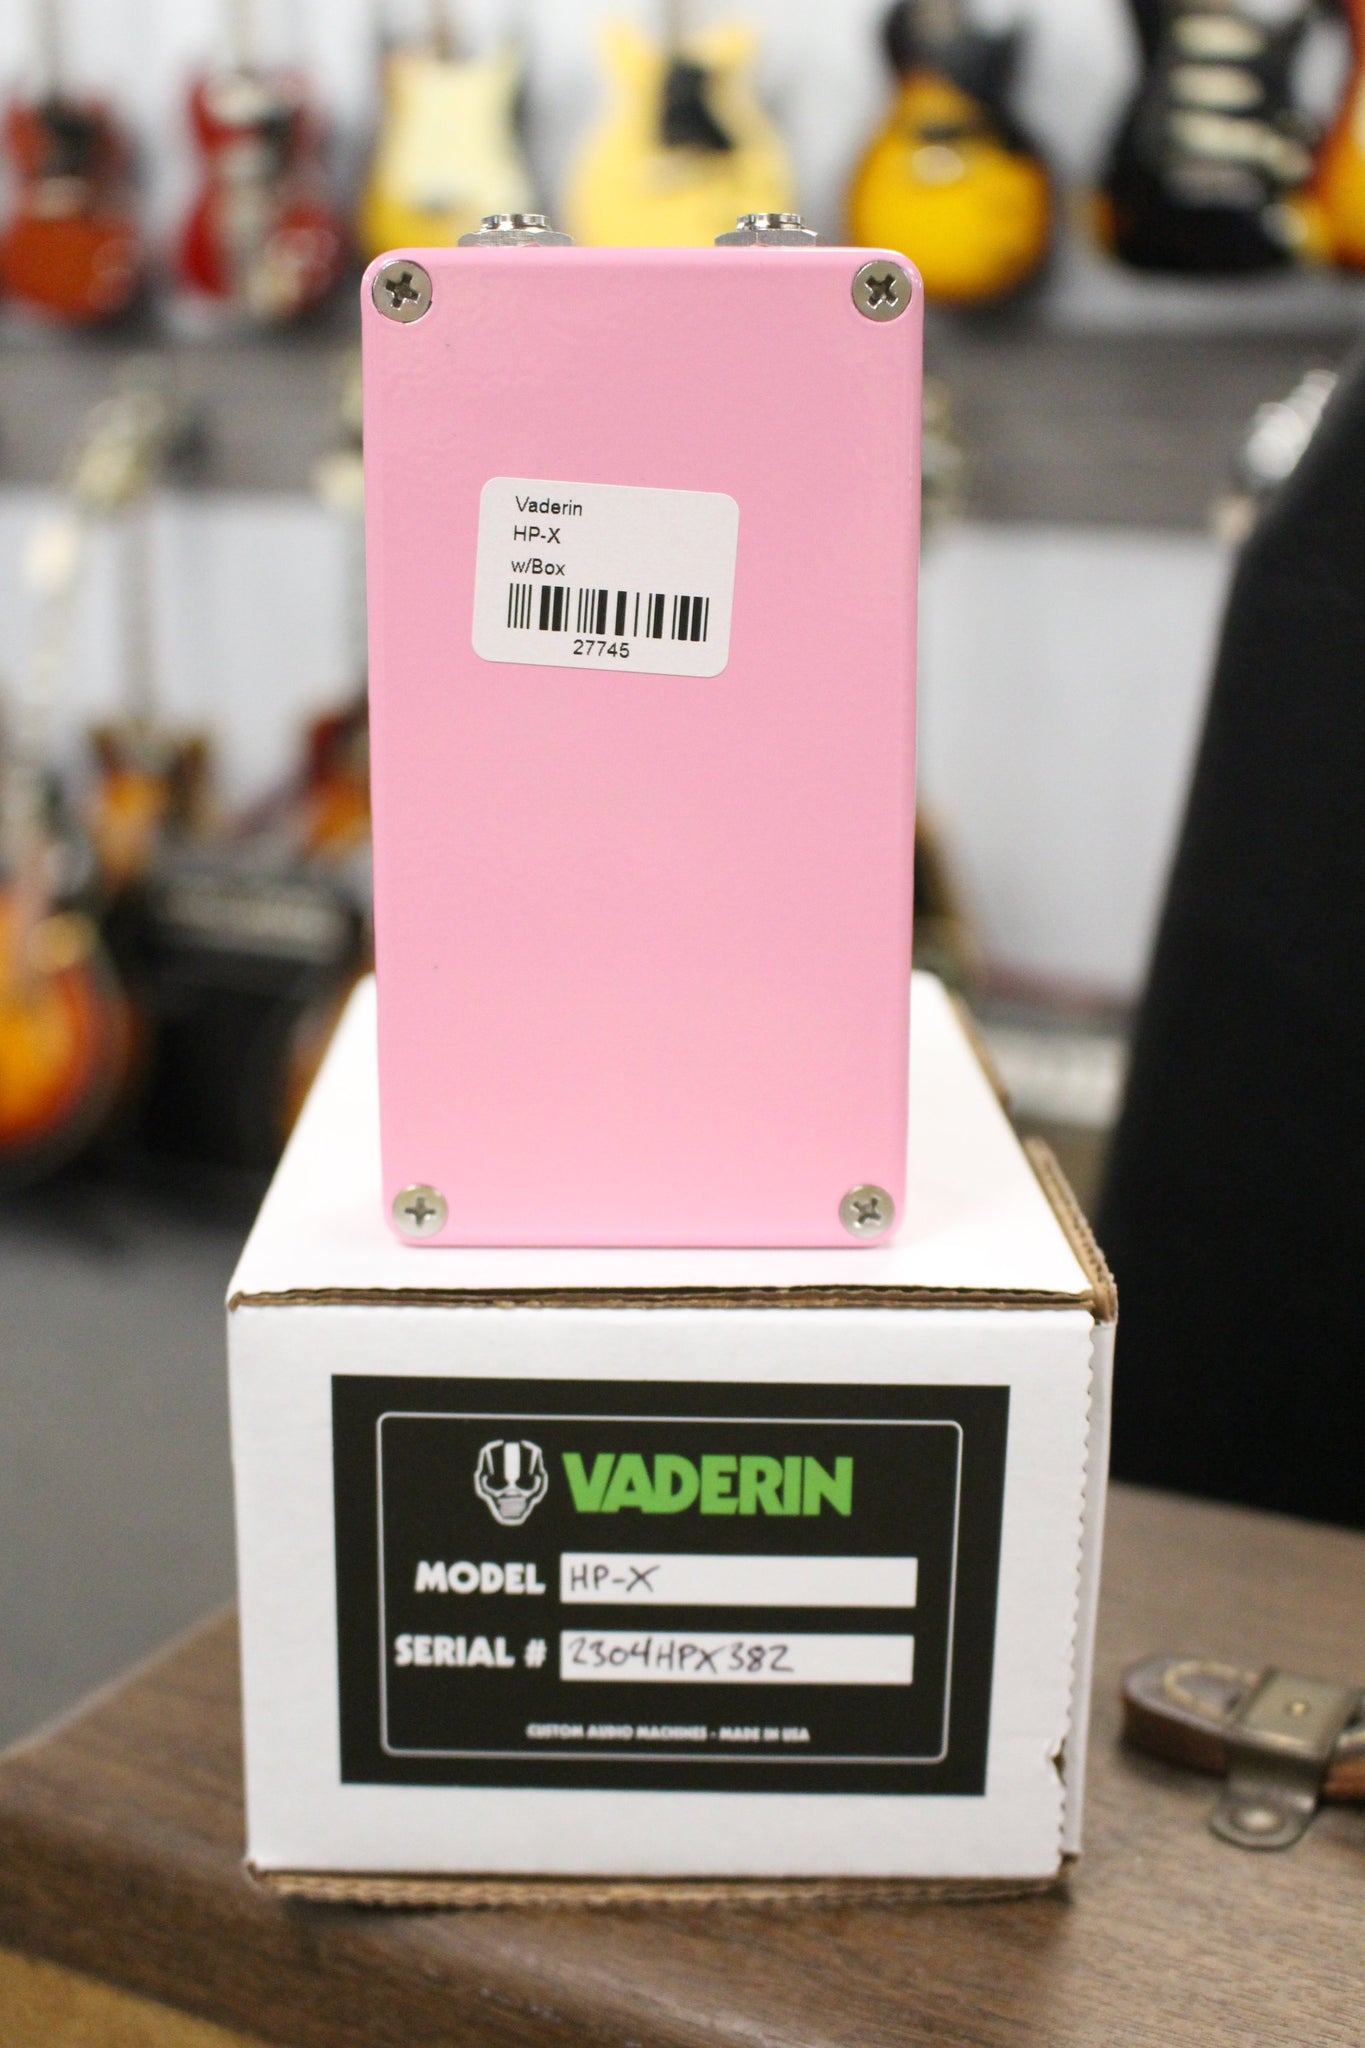 Vaderin
HP-X
w/Box
27745
VADERIN
MODEL HP-X
SERIAL # 2304HPX382
CUSTOM AUDIO MACHINES - MADE IN USA